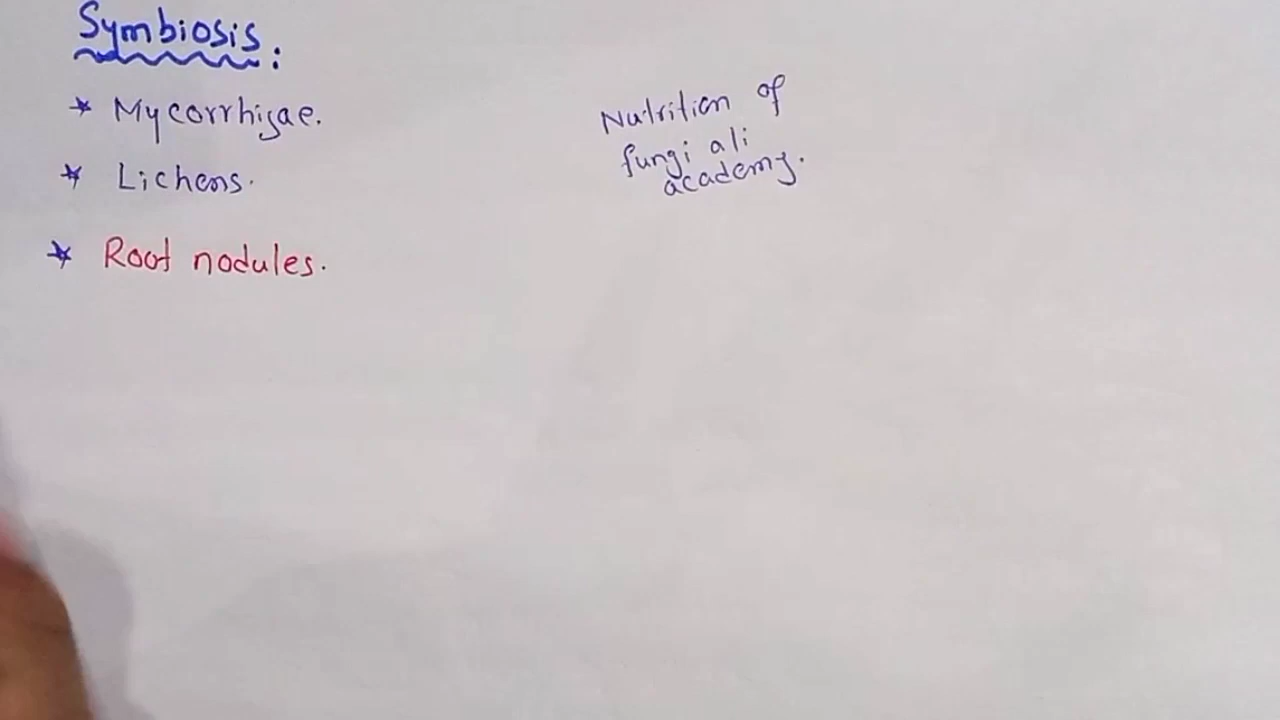 Symbiosis:
* Mycorrhizae.
* Lichens.
* Root nodules.
Nutrition of
fungi ali
academy.